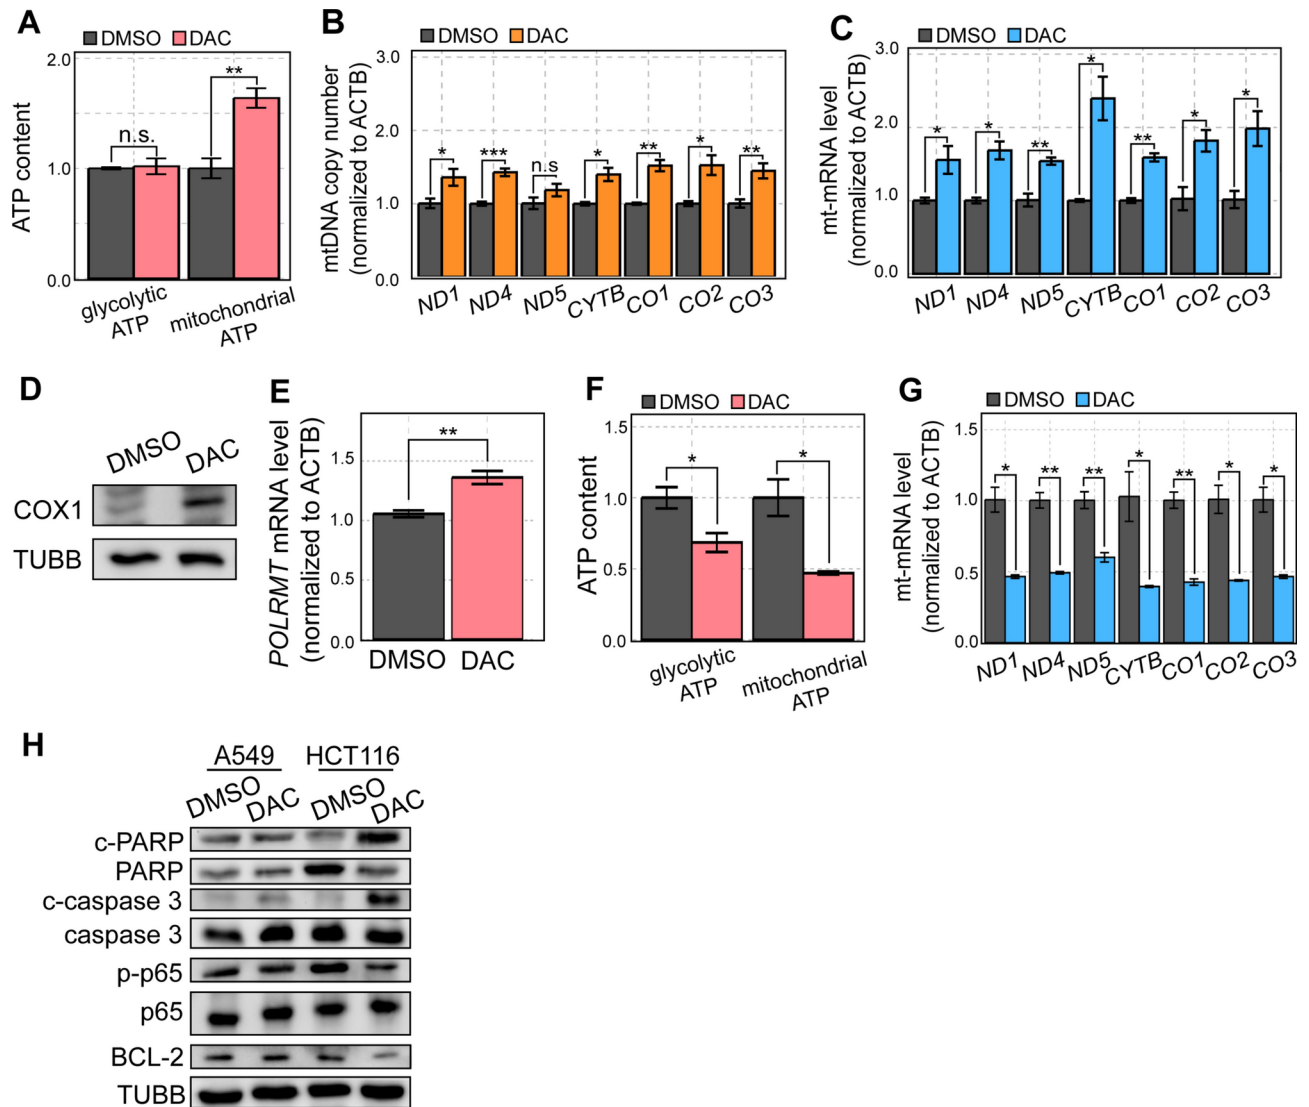 A
DMSO DAC
ATP content
2.0
1.0
0.0
n.s.
**
glycolytic
ATP
mitochondrial
ATP
B
DMSO DAC
mtDNA copy number
(normalized to ACTB)
3.0
2.0
1.0
0.0
*
***
n.s
*
**
*
**
ND1 ND4 ND5 CYTB CO1 CO2 CO3
C
DMSO DAC
mt-mRNA level
(normalized to ACTB)
3.0
2.0
1.0
0.0
*
*
**
*
**
*
*
ND1 ND4 ND5 CYTB CO1 CO2 CO3
D
DMSO DAC
COX1
TUBB
E
POLRMT mRNA level
(normalized to ACTB)
1.5
1.0
0.5
0.0
**
DMSO DAC
F
DMSO DAC
ATP content
1.5
1.0
0.5
0.0
*
*
glycolytic
ATP
mitochondrial
ATP
G
DMSO DAC
mt-mRNA level
(normalized to ACTB)
1.5
1.0
0.5
0.0
*
**
**
*
**
*
*
ND1 ND4 ND5 CYTB CO1 CO2 CO3
H
A549 HCT116
DMSO DAC DMSO DAC
c-PARP
PARP
c-caspase 3
caspase 3
p-p65
p65
BCL-2
TUBB